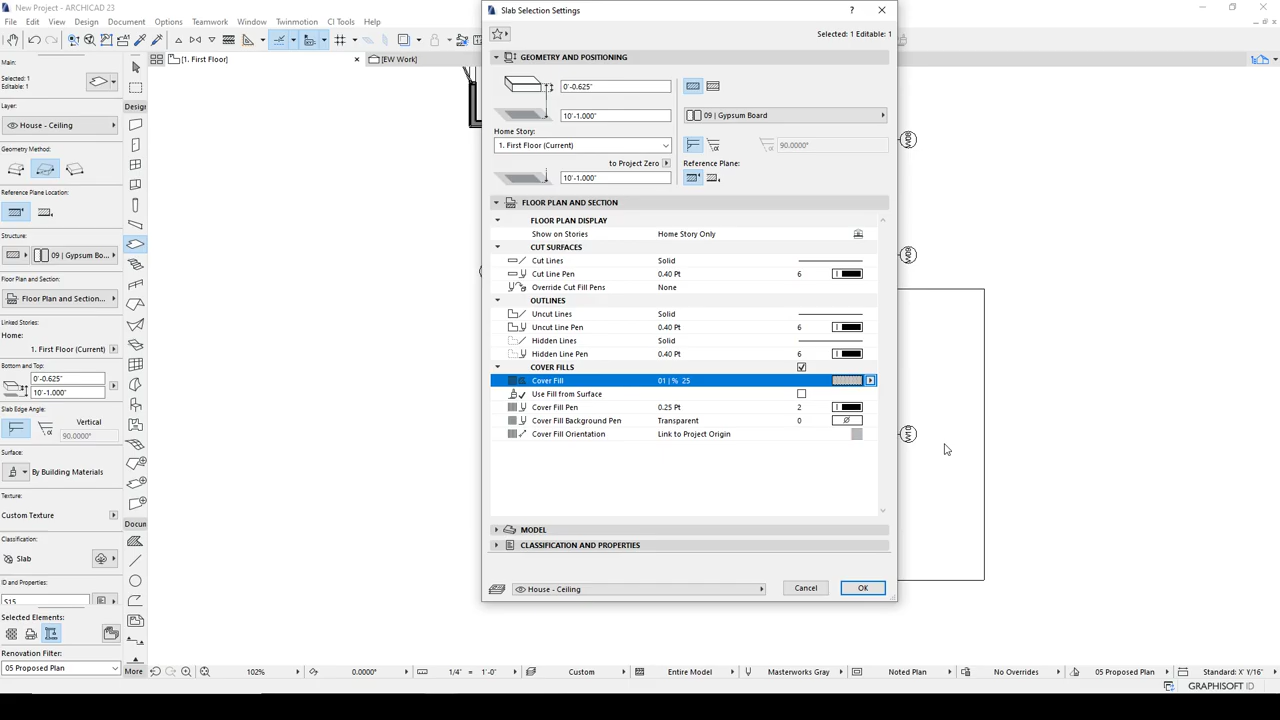 New Project - ARCHICAD 23
File Edit View Design Document Options Teamwork Window Twinmotion CI Tools Help
Main:
Selected: 1
Editable: 1
[1. First Floor]
[EW Work]
Layer:
House - Ceiling
Geometry Method:
Reference Plane Location:
Structure:
09 | Gypsum Bo...
Floor Plan and Section:
Floor Plan and Section...
Linked Stories:
Home:
1. First Floor (Current)
Bottom and Top:
0'-0.625"
10'-1.000"
Slab Edge Angle:
Vertical
90.0000°
Surface:
By Building Materials
Texture:
Custom Texture
Classification:
Slab
ID and Properties:
S15
Selected Elements:
Renovation Filter:
05 Proposed Plan
Design
Docum
More
Slab Selection Settings
?
Selected: 1 Editable: 1
GEOMETRY AND POSITIONING
0'-0.625"
10'-1.000"
09 | Gypsum Board
Home Story:
1. First Floor (Current)
90.0000°
to Project Zero
Reference Plane:
10'-1.000"
FLOOR PLAN AND SECTION
FLOOR PLAN DISPLAY
Show on Stories Home Story Only
CUT SURFACES
Cut Lines Solid
Cut Line Pen 0.40 Pt 6
Override Cut Fill Pens None
OUTLINES
Uncut Lines Solid
Uncut Line Pen 0.40 Pt 6
Hidden Lines Solid
Hidden Line Pen 0.40 Pt 6
COVER FILLS
Cover Fill 01 | % 25
Use Fill from Surface
Cover Fill Pen 0.25 Pt 2
Cover Fill Background Pen Transparent 0
Cover Fill Orientation Link to Project Origin
MODEL
CLASSIFICATION AND PROPERTIES
House - Ceiling
Cancel
OK
W10
102% 0.0000° 1/4" = 1'-0" Custom Entire Model Masterworks Gray Noted Plan No Overrides 05 Proposed Plan Standard: X' Y/16"
GRAPHISOFT ID